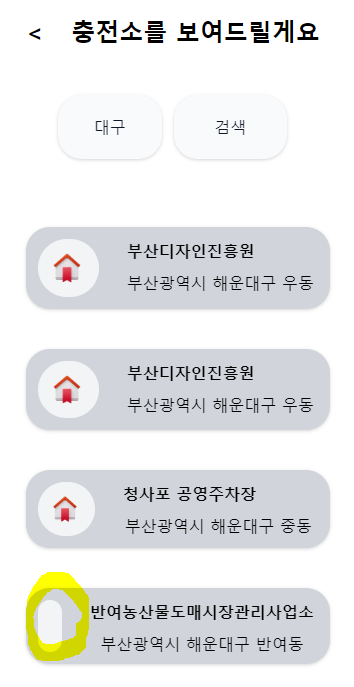 < 충전소를 보여드릴게요
대구 검색
부산디자인진흥원
부산광역시 해운대구 우동
부산디자인진흥원
부산광역시 해운대구 우동
청사포 공영주차장
부산광역시 해운대구 중동
반여농산물도매시장관리사업소
부산광역시 해운대구 반여동